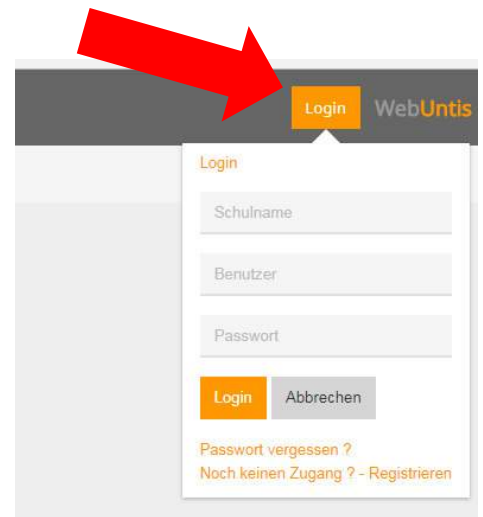 Login WebUntis
Login
Schulname
Benutzer
Passwort
Login Abbrechen
Passwort vergessen ?
Noch keinen Zugang ? - Registrieren